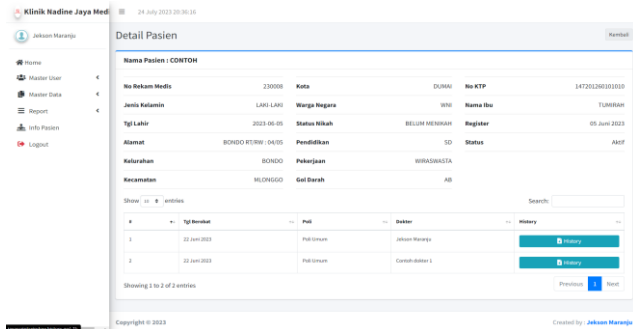 Klinik Nadine Jaya Medi
24 July 2023 20:36:16
Jekson Maranju
Detail Pasien
Kembali
Home
Master User
Master Data
Report
Info Pasien
Logout
Nama Pasien : CONTOH
No Rekam Medis 230008 Kota DUMAI No KTP 147201260101010
Jenis Kelamin LAKI-LAKI Warga Negara WNI Nama Ibu TUMIRAH
Tgl Lahir 2023-06-05 Status Nikah BELUM MENIKAH Register 05 Juni 2023
Alamat BONDO RT/RW : 04/05 Pendidikan SD Status Aktif
Kelurahan BONDO Pekerjaan WIRASWASTA
Kecamatan MLONGGO Gol Darah AB
Show 10 entries Search:
# Tgl Berobat Poli Dokter History
1 22 Juni 2023 Poli Umum Jekson Maranju History
2 22 Juni 2023 Poli Umum Contoh dokter 1 History
Showing 1 to 2 of 2 entries Previous 1 Next
Copyright © 2023 Created by : Jekson Maranju